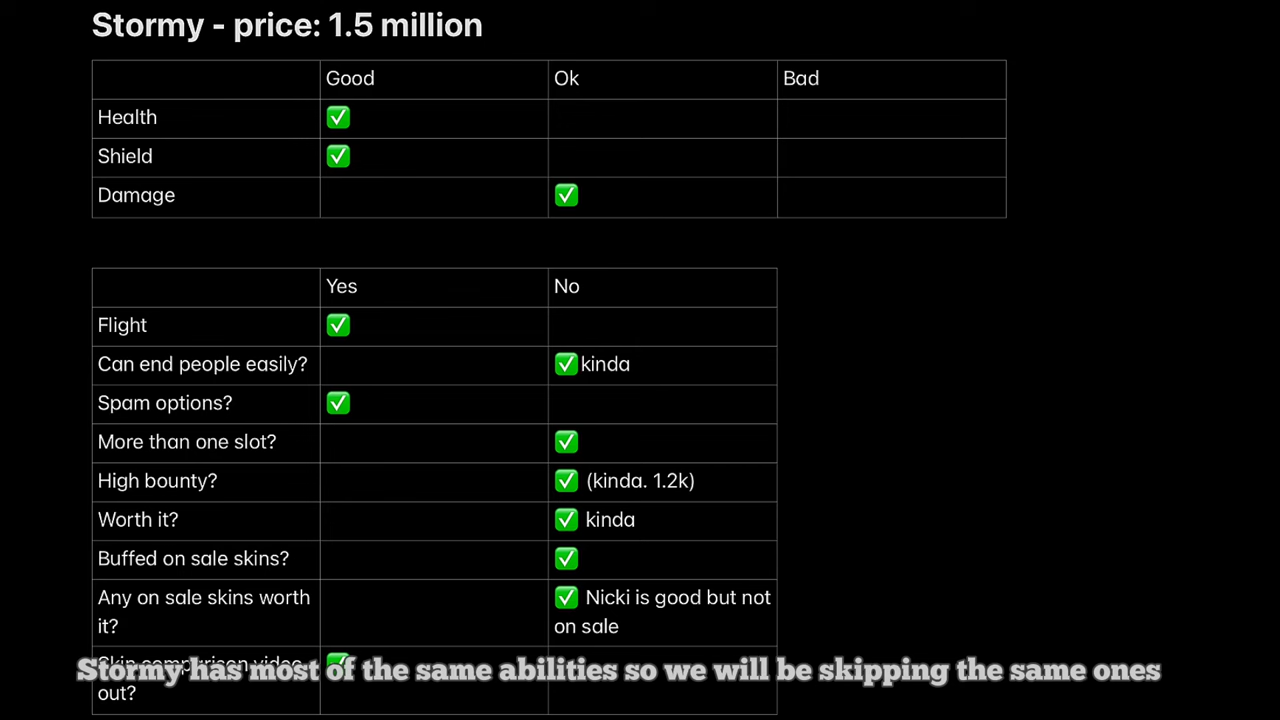 Stormy - price: 1.5 million
Good Ok Bad
Health ✅
Shield ✅
Damage ✅
Yes No
Flight ✅
Can end people easily? ✅kinda
Spam options? ✅
More than one slot? ✅
High bounty? ✅ (kinda. 1.2k)
Worth it? ✅ kinda
Buffed on sale skins? ✅
Any on sale skins worth ✅ Nicki is good but not
it? on sale
Skin comparison video ✅
Stormy has most of the same abilities so we will be skipping the same ones
out?